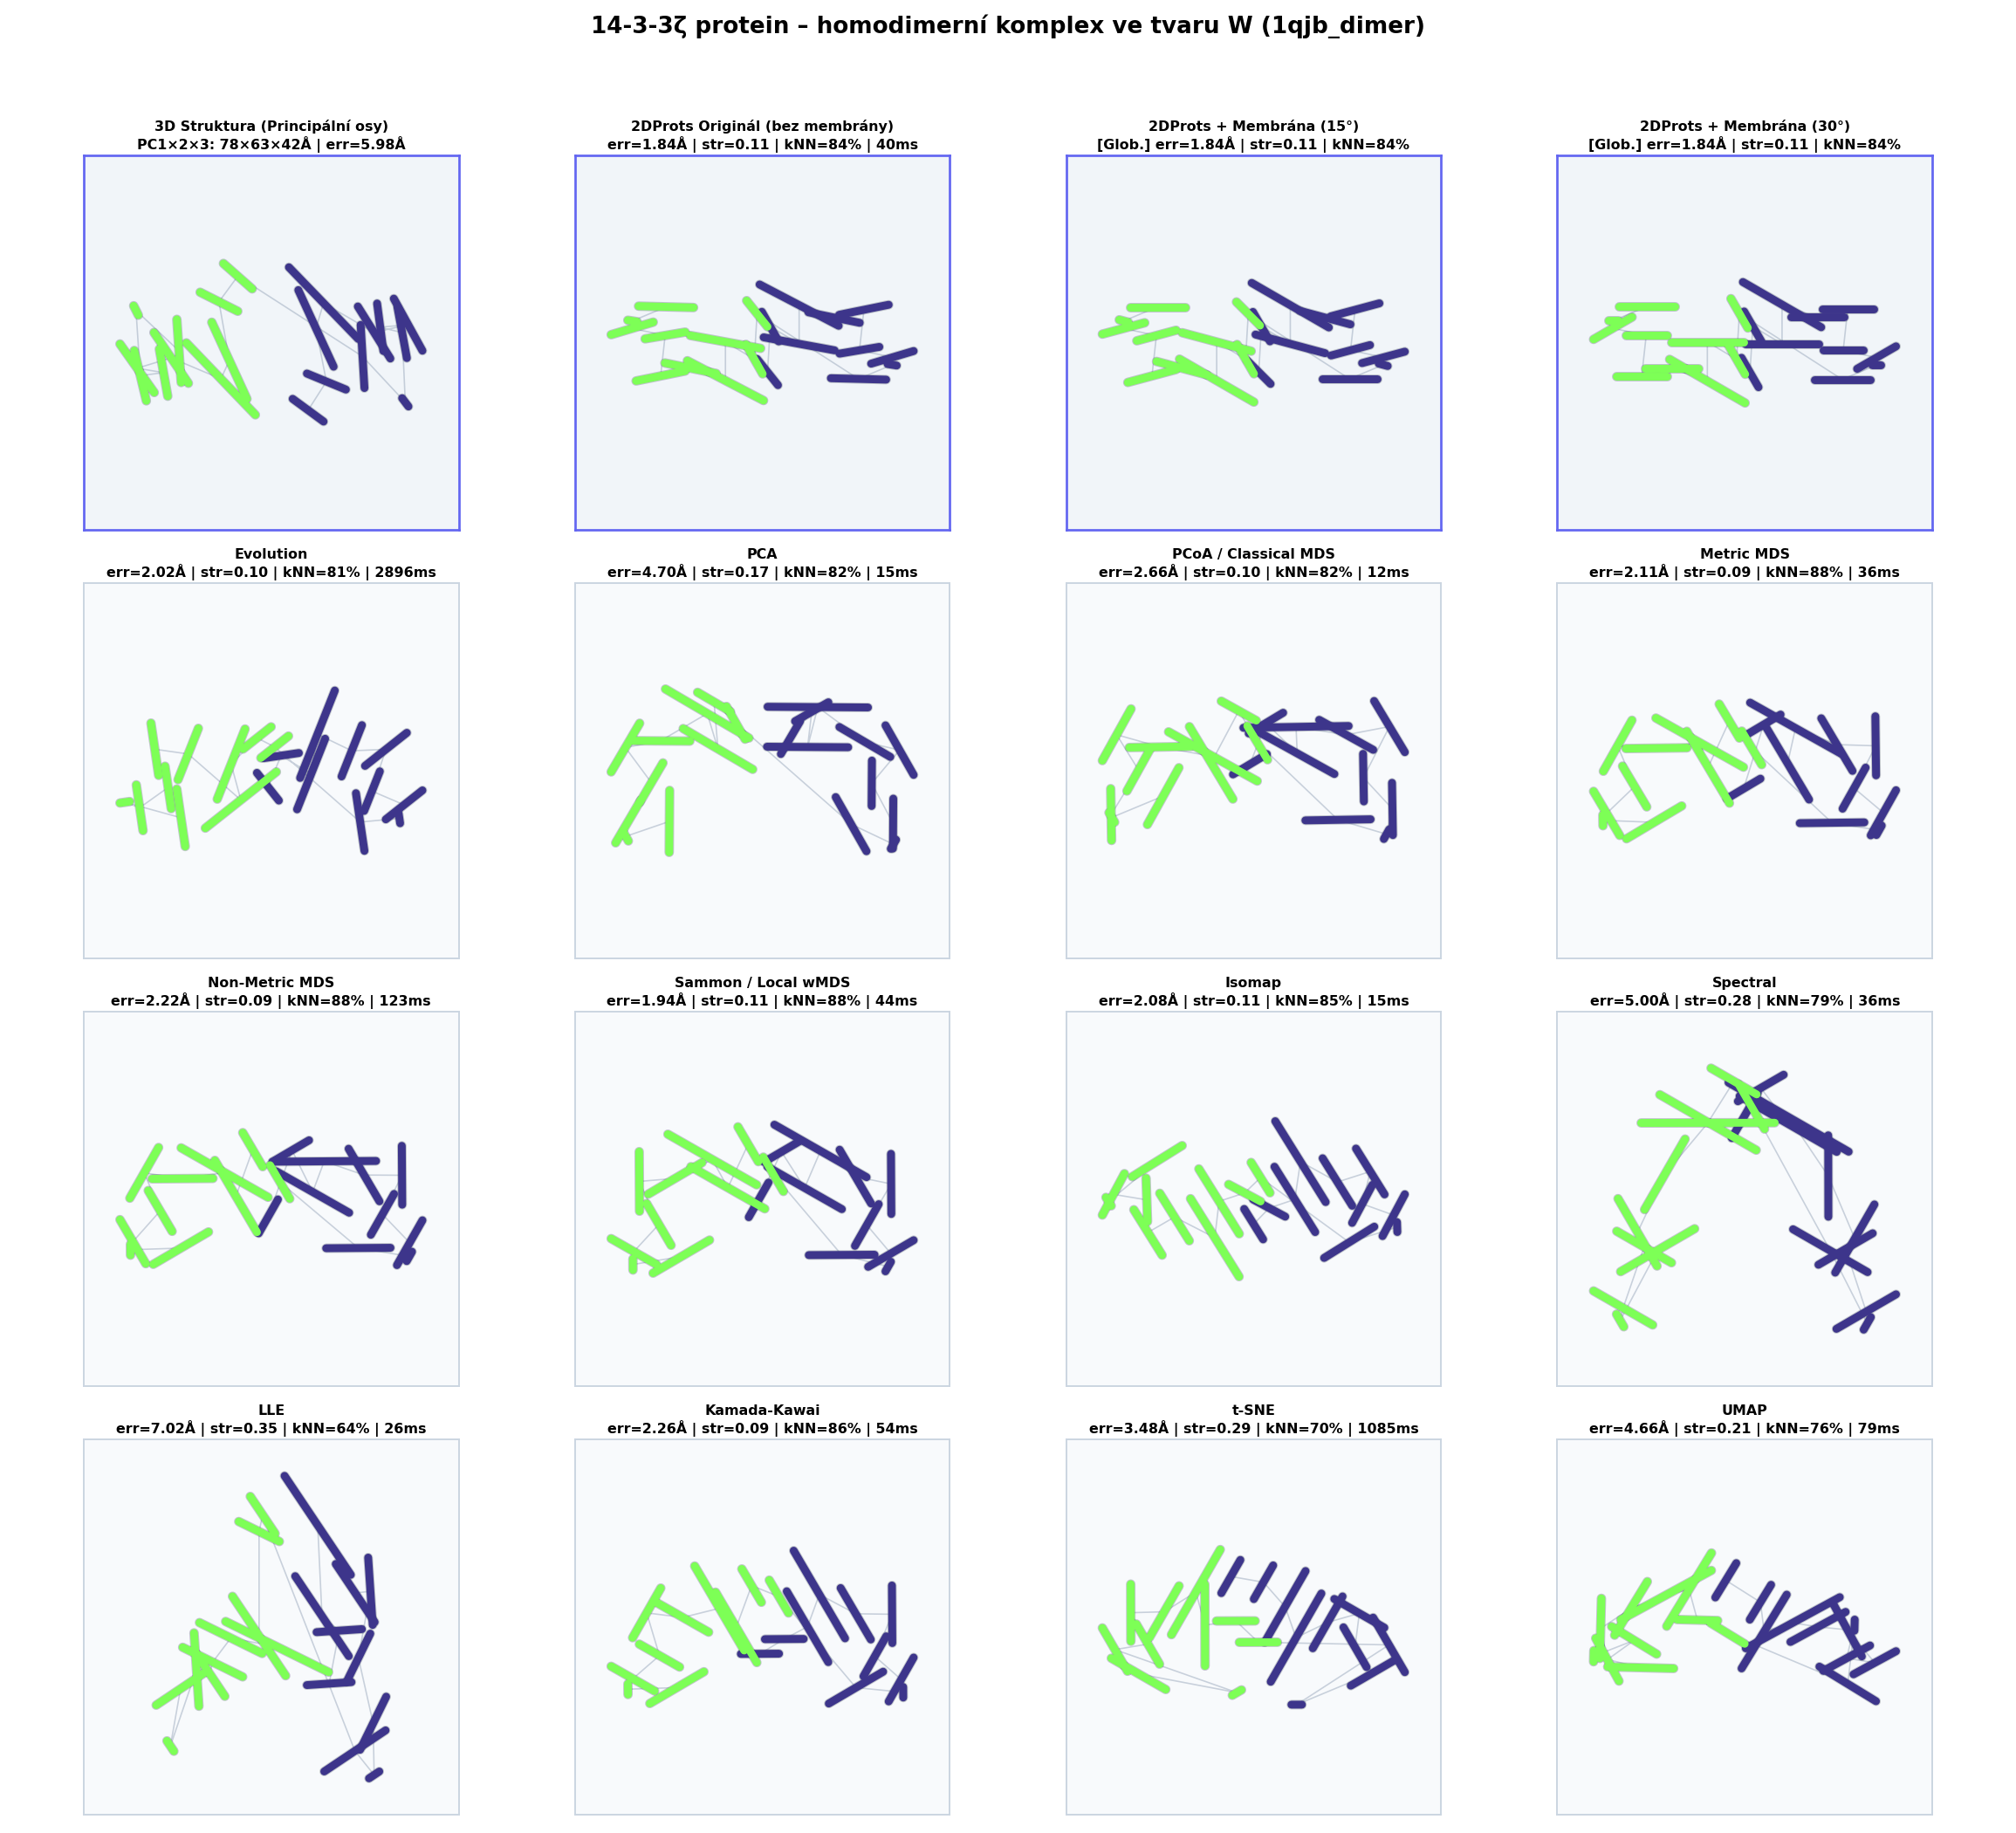 14-3-3ζ protein – homodimerní komplex ve tvaru W (1qjb_dimer)
3D Struktura (Principální osy)
PC1×2×3: 78×63×42Å | err=5.98Å
2DProts Originál (bez membrány)
err=1.84Å | str=0.11 | kNN=84% | 40ms
2DProts + Membrána (15°)
[Glob.] err=1.84Å | str=0.11 | kNN=84%
2DProts + Membrána (30°)
[Glob.] err=1.84Å | str=0.11 | kNN=84%
Evolution
err=2.02Å | str=0.10 | kNN=81% | 2896ms
PCA
err=4.70Å | str=0.17 | kNN=82% | 15ms
PCoA / Classical MDS
err=2.66Å | str=0.10 | kNN=82% | 12ms
Metric MDS
err=2.11Å | str=0.09 | kNN=88% | 36ms
Non-Metric MDS
err=2.22Å | str=0.09 | kNN=88% | 123ms
Sammon / Local wMDS
err=1.94Å | str=0.11 | kNN=88% | 44ms
Isomap
err=2.08Å | str=0.11 | kNN=85% | 15ms
Spectral
err=5.00Å | str=0.28 | kNN=79% | 36ms
LLE
err=7.02Å | str=0.35 | kNN=64% | 26ms
Kamada-Kawai
err=2.26Å | str=0.09 | kNN=86% | 54ms
t-SNE
err=3.48Å | str=0.29 | kNN=70% | 1085ms
UMAP
err=4.66Å | str=0.21 | kNN=76% | 79ms